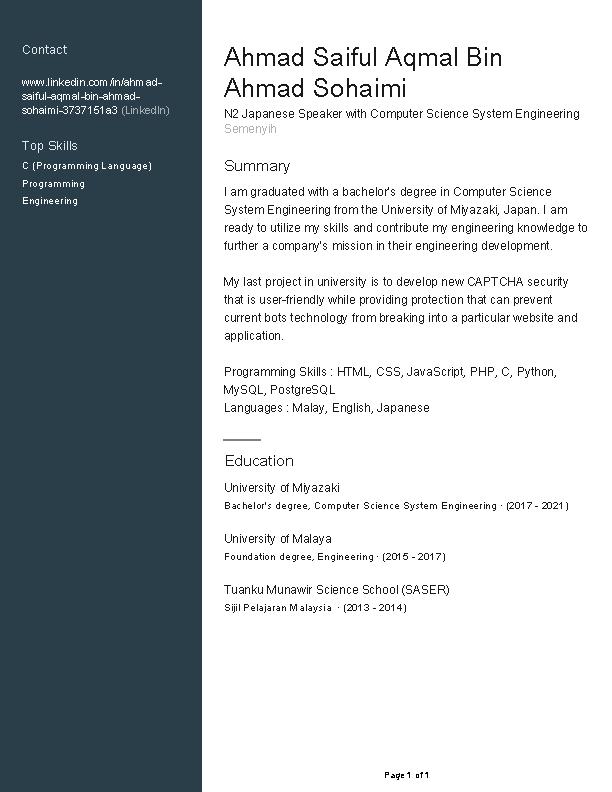 Contact
www.linkedin.com/in/ahmad-
saiful-aqmal-bin-ahmad-
sohaimi-3737151a3 (LinkedIn)
Top Skills
C (Programming Language)
Programming
Engineering
Ahmad Saiful Aqmal Bin
Ahmad Sohaimi
N2 Japanese Speaker with Computer Science System Engineering
Semenyih
Summary
I am graduated with a bachelor's degree in Computer Science
System Engineering from the University of Miyazaki, Japan. I am
ready to utilize my skills and contribute my engineering knowledge to
further a company's mission in their engineering development.
My last project in university is to develop new CAPTCHA security
that is user-friendly while providing protection that can prevent
current bots technology from breaking into a particular website and
application.
Programming Skills : HTML, CSS, JavaScript, PHP, C, Python,
MySQL, PostgreSQL
Languages : Malay, English, Japanese
Education
University of Miyazaki
Bachelor's degree, Computer Science System Engineering · (2017 - 2021)
University of Malaya
Foundation degree, Engineering · (2015 - 2017)
Tuanku Munawir Science School (SASER)
Sijil Pelajaran Malaysia · (2013 - 2014)
Page 1 of 1